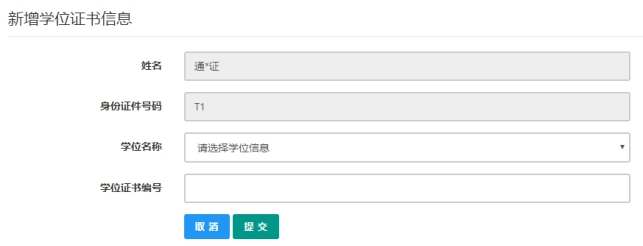 新增学位证书信息
姓名 通*证
身份证件号码 T1
学位名称 请选择学位信息
学位证书编号
取消 提交